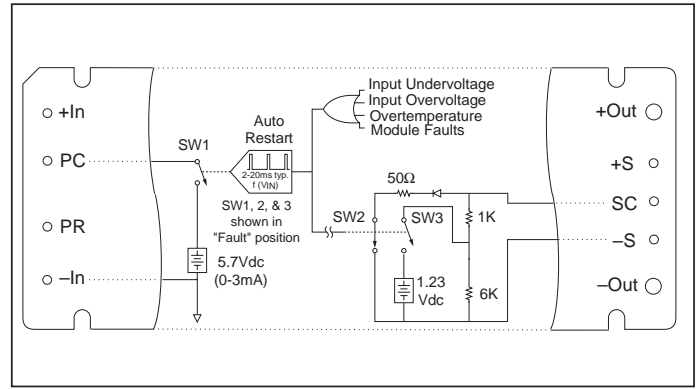 +In
PC
PR
–In
SW1
Auto
Restart
2-20ms typ.
f (VIN)
SW1, 2, & 3
shown in
"Fault" position
5.7Vdc
(0-3mA)
Input Undervoltage
Input Overvoltage
Overtemperature
Module Faults
50Ω
SW2
SW3
1K
1.23
Vdc
6K
+Out
+S
SC
–S
–Out